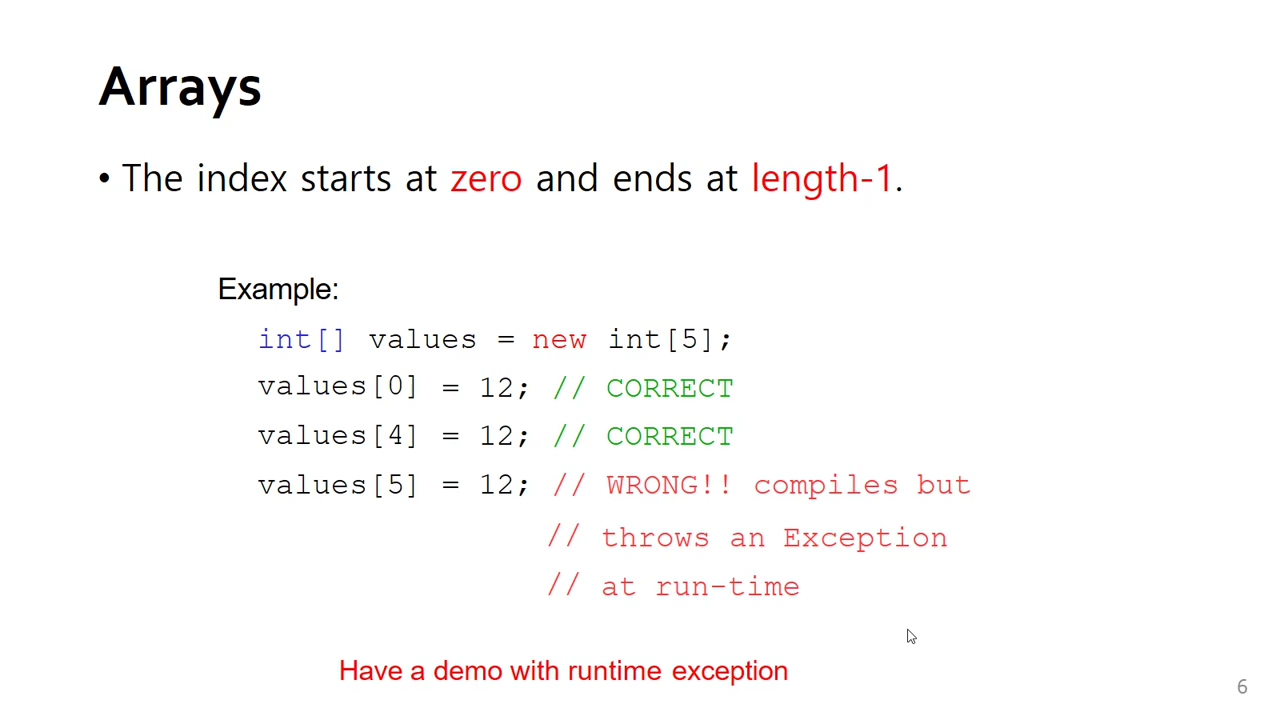 Arrays
• The index starts at zero and ends at length-1.
Example:
int[] values = new int[5];
values[0] = 12; // CORRECT
values[4] = 12; // CORRECT
values[5] = 12; // WRONG!! compiles but
// throws an Exception
// at run-time
Have a demo with runtime exception
6